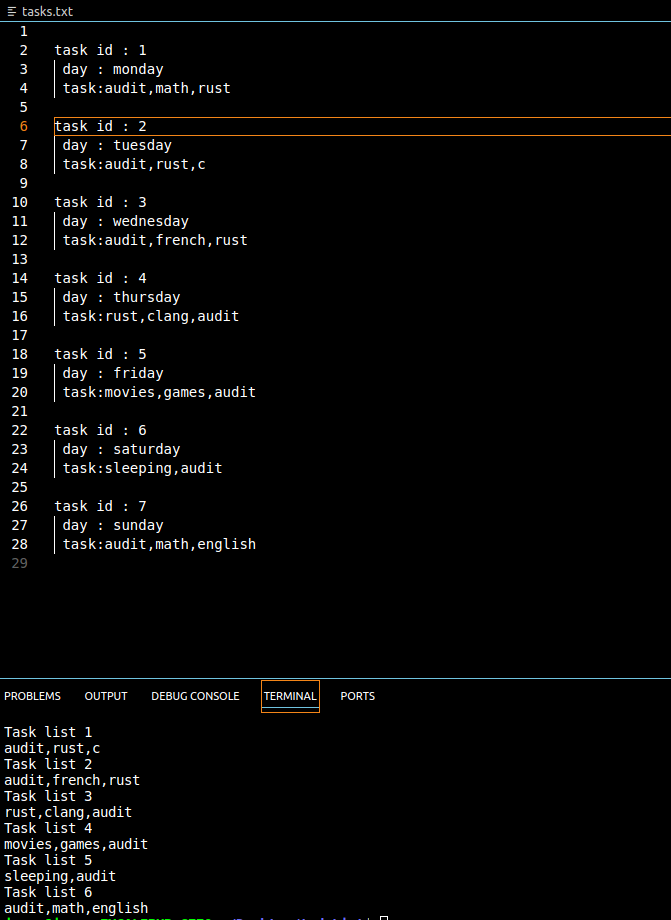 tasks.txt
1
2 task id : 1
3 day : monday
4 task:audit,math,rust
5
6 task id : 2
7 day : tuesday
8 task:audit,rust,c
9
10 task id : 3
11 day : wednesday
12 task:audit,french,rust
13
14 task id : 4
15 day : thursday
16 task:rust,clang,audit
17
18 task id : 5
19 day : friday
20 task:movies,games,audit
21
22 task id : 6
23 day : saturday
24 task:sleeping,audit
25
26 task id : 7
27 day : sunday
28 task:audit,math,english
29
PROBLEMS OUTPUT DEBUG CONSOLE TERMINAL PORTS
Task list 1
audit,rust,c
Task list 2
audit,french,rust
Task list 3
rust,clang,audit
Task list 4
movies,games,audit
Task list 5
sleeping,audit
Task list 6
audit,math,english